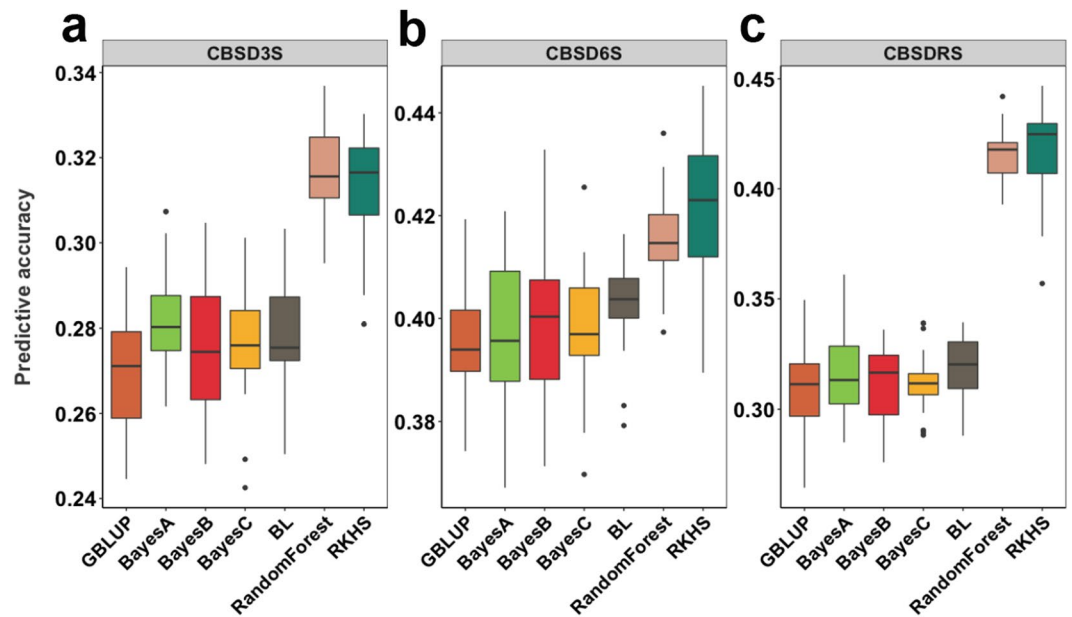 a
b
c
CBSD3S
CBSD6S
CBSDRS
Predictive accuracy
0.34
0.32
0.30
0.28
0.26
0.24
GBLUP
BayesA
BayesB
BayesC
BL
RandomForest
RKHS
0.44
0.42
0.40
0.38
GBLUP
BayesA
BayesB
BayesC
BL
RandomForest
RKHS
0.45
0.40
0.35
0.30
GBLUP
BayesA
BayesB
BayesC
BL
RandomForest
RKHS